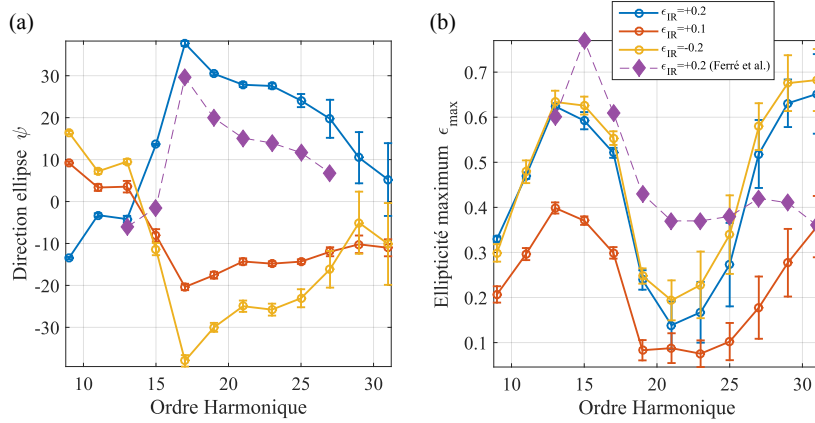 (a)
Direction ellipse ψ
30
20
10
0
-10
-20
-30
10
15
20
25
30
Ordre Harmonique
(b)
ϵ_IR=+0.2
ϵ_IR=+0.1
ϵ_IR=-0.2
ϵ_IR=+0.2 (Ferré et al.)
Ellipticité maximum ϵ_max
0.7
0.6
0.5
0.4
0.3
0.2
0.1
10
15
20
25
30
Ordre Harmonique